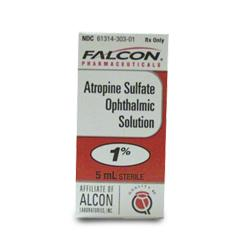 NDC 61314-303-01 Rx Only
FALCON®
PHARMACEUTICALS
Atropine Sulfate
Ophthalmic
Solution
1%
5 mL STERILE
AFFILIATE OF
ALCON
LABORATORIES, INC.
QUALITY